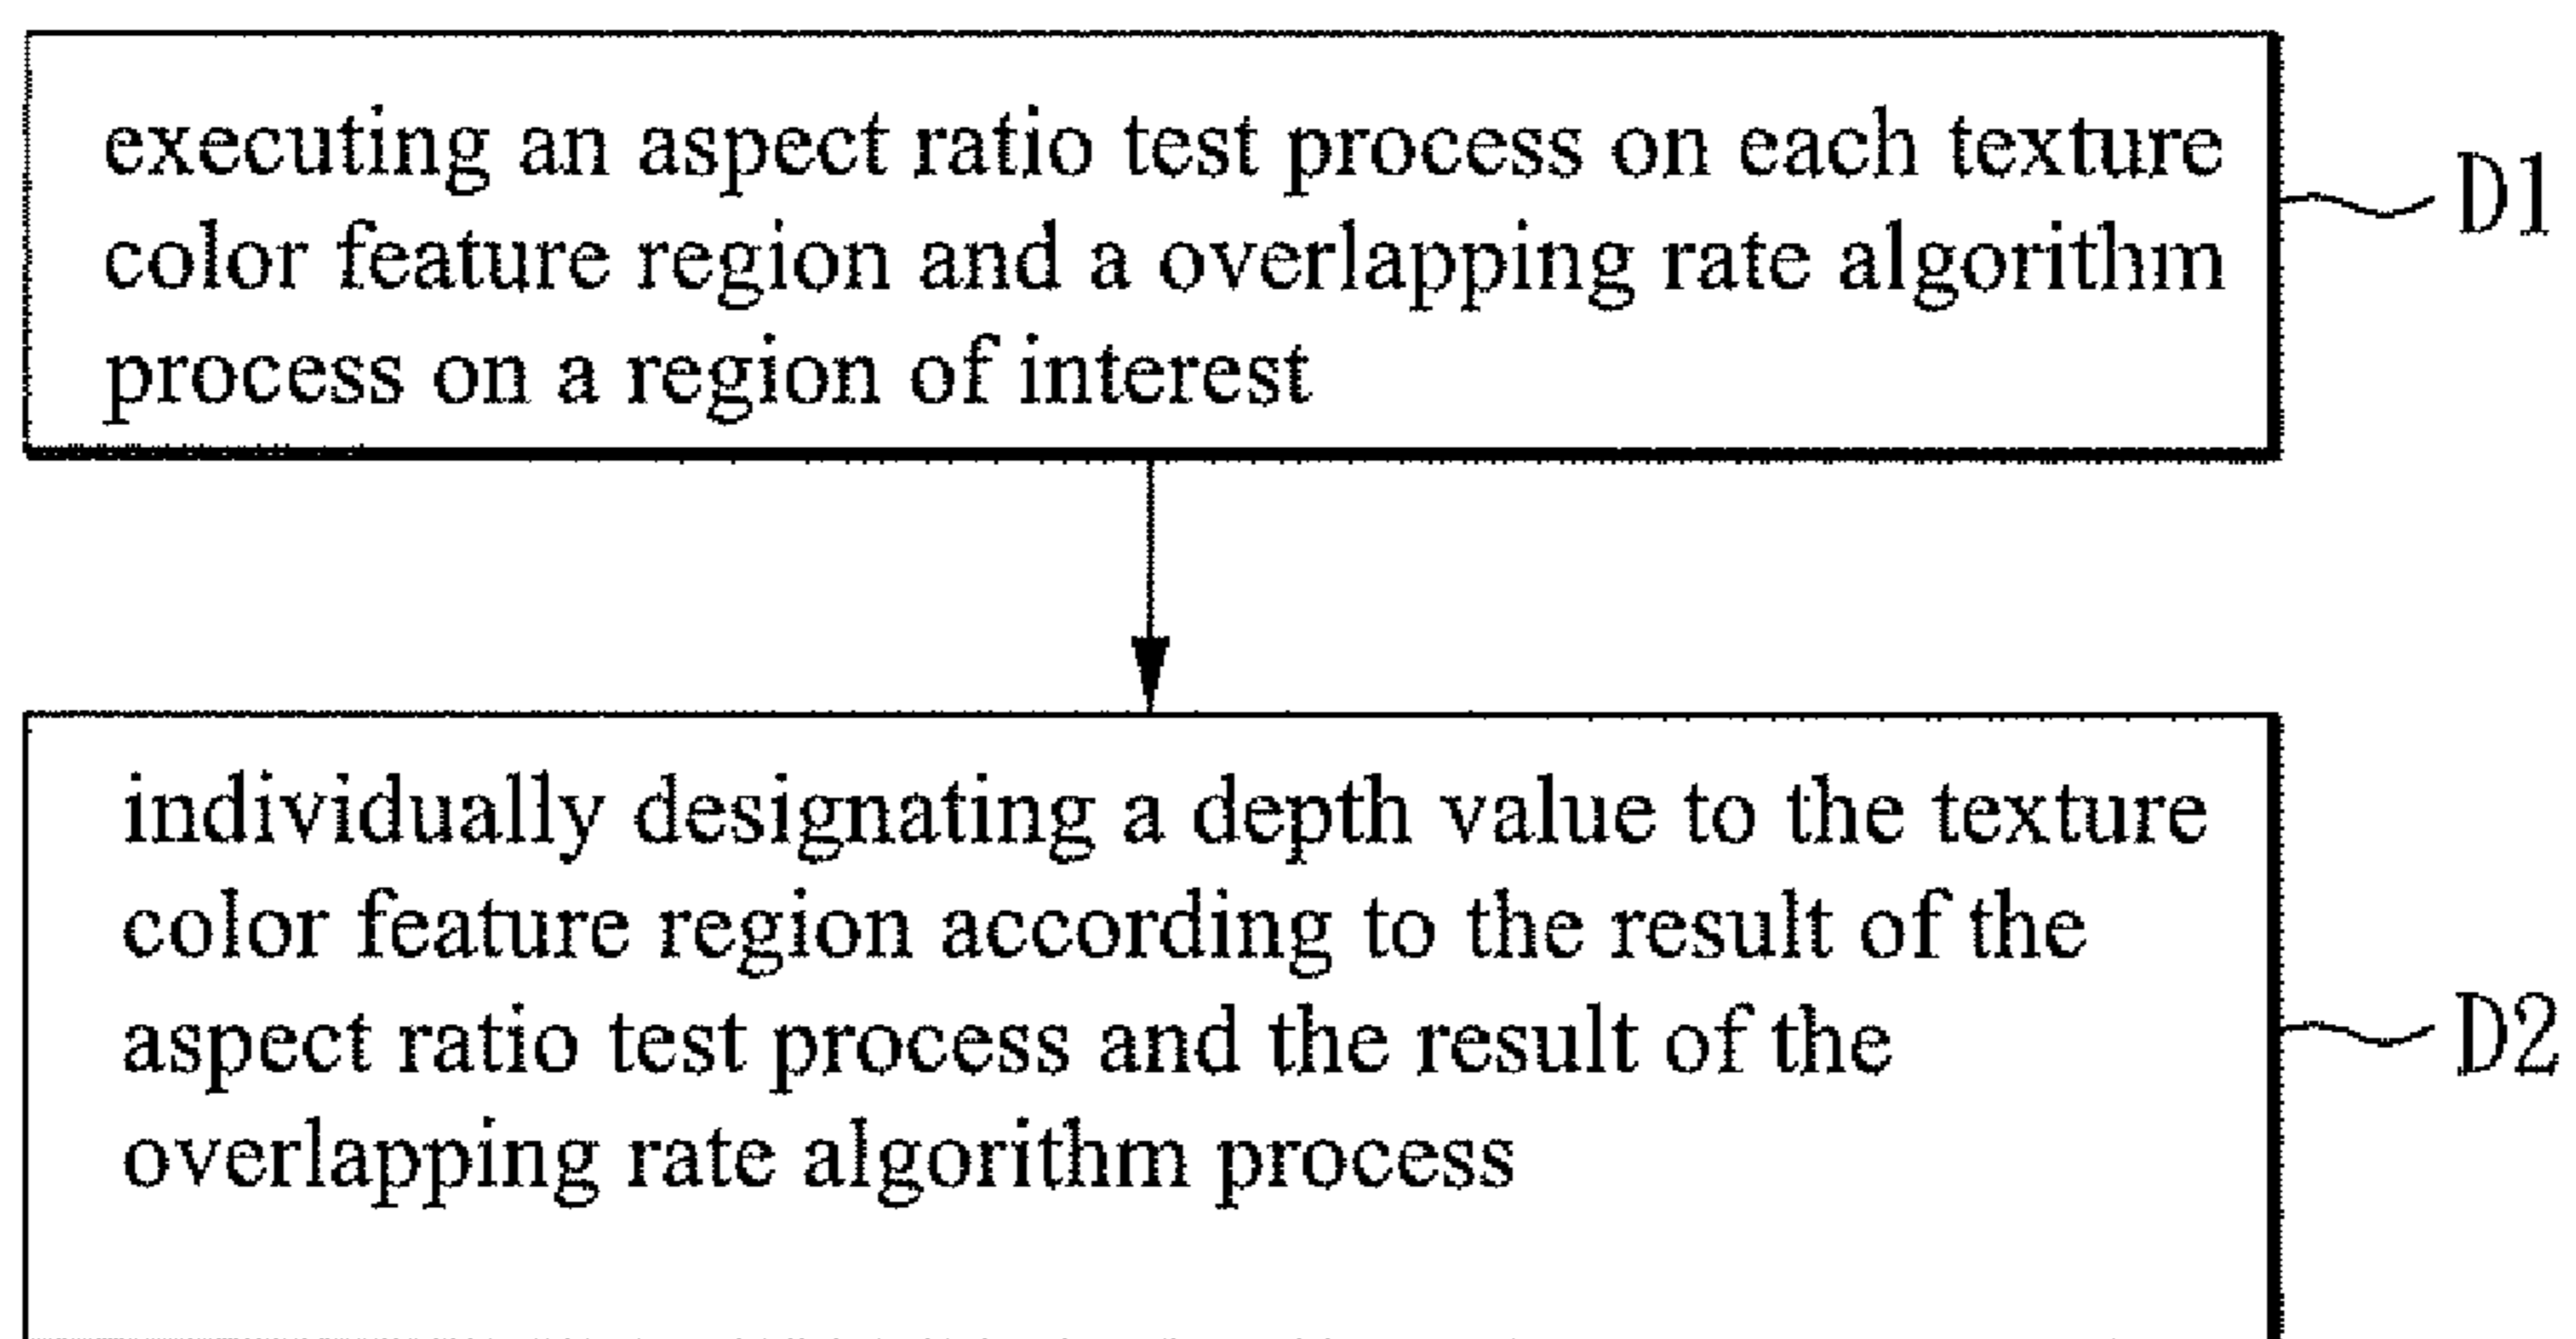 executing an aspect ratio test process on each texture
color feature region and a overlapping rate algorithm
process on a region of interest
D1
individually designating a depth value to the texture
color feature region according to the result of the
aspect ratio test process and the result of the
overlapping rate algorithm process
D2